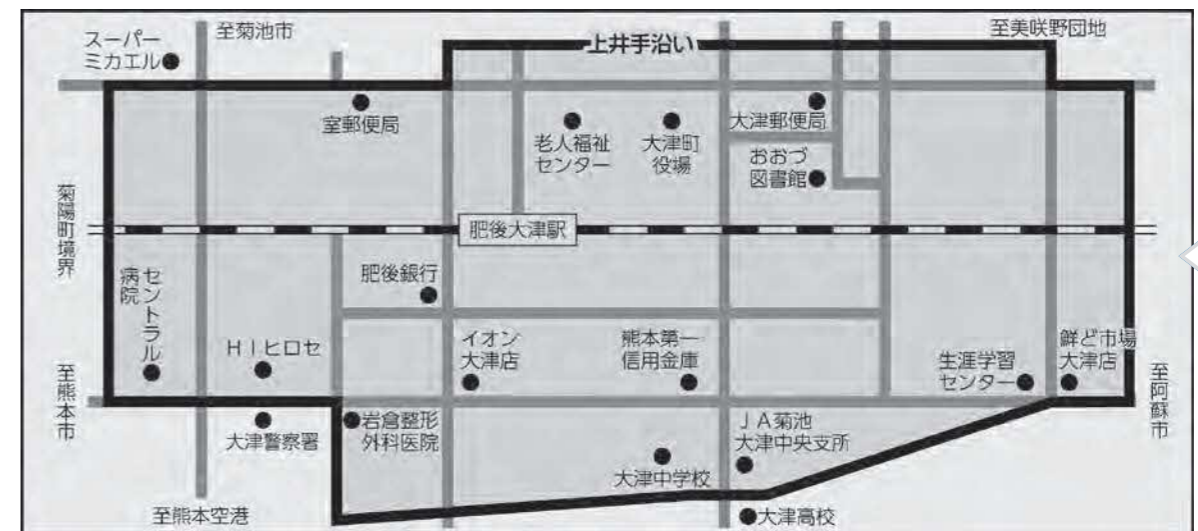 至菊池市
至美咲野団地
スーパー
ミカエル
上井手沿い
室郵便局
老人福祉
センター
大津町
役場
大津郵便局
おおづ
図書館
菊陽町境界
肥後大津駅
セントラル
病院
肥後銀行
HIヒロセ
イオン
大津店
熊本第一
信用金庫
生涯学習
センター
鮮ど市場
大津店
至熊本市
至阿蘇市
大津警察署
岩倉整形
外科医院
JA菊池
大津中央支所
大津中学校
至熊本空港
大津高校